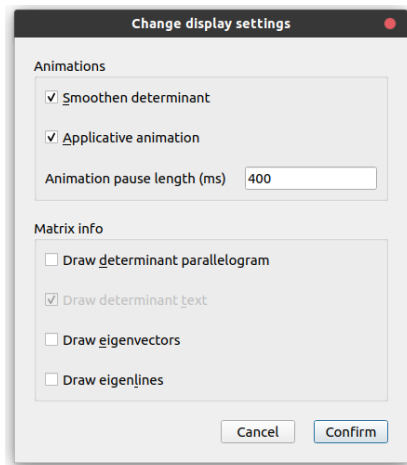 Change display settings
Animations
Smoothen determinant
Applicative animation
Animation pause length (ms) 400
Matrix info
Draw determinant parallelogram
Draw determinant text
Draw eigenvectors
Draw eigenlines
Cancel Confirm